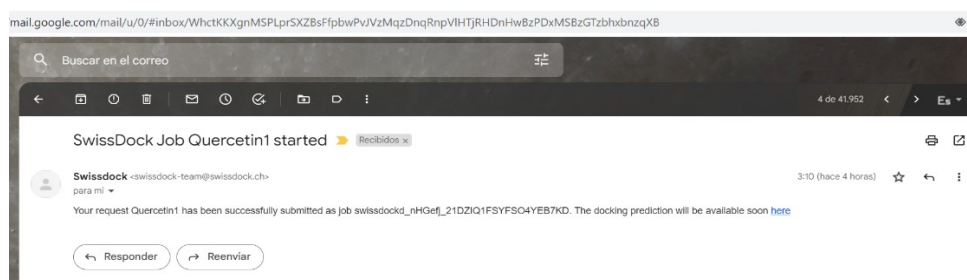 mail.google.com/mail/u/0/#inbox/WhctKKXgnMSPLprSXZBsFfpbwPvJVzMqzDnqRnpVlHTjRHDnHwBzPDxMSBzGTzbhxbnzqXB
Buscar en el correo
4 de 41.952 Es
SwissDock Job Quercetin1 started Recibidos x
Swissdock <swissdock-team@swissdock.ch> 3:10 (hace 4 horas)
para mí
Your request Quercetin1 has been successfully submitted as job swissdockd_nHGefj_21DZIQ1FSYFSO4YEB7KD. The docking prediction will be available soon here
Responder Reenviar